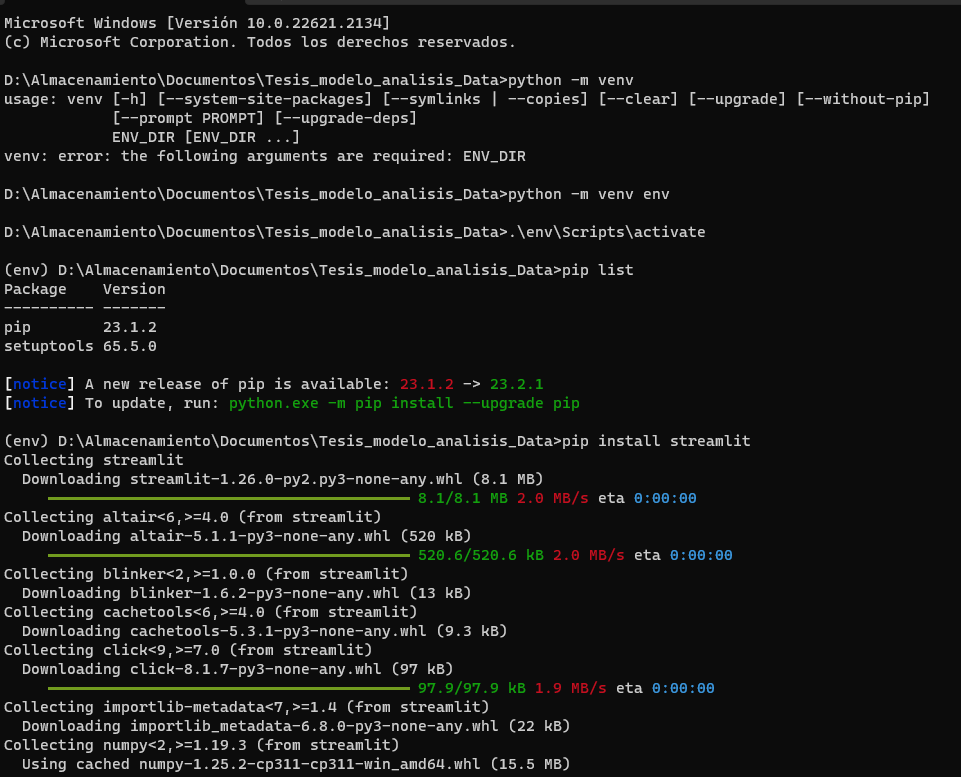 Microsoft Windows [Versión 10.0.22621.2134]
(c) Microsoft Corporation. Todos los derechos reservados.
D:\Almacenamiento\Documentos\Tesis_modelo_analisis_Data>python -m venv
usage: venv [-h] [--system-site-packages] [--symlinks | --copies] [--clear] [--upgrade] [--without-pip]
            [--prompt PROMPT] [--upgrade-deps]
            ENV_DIR [ENV_DIR ...]
venv: error: the following arguments are required: ENV_DIR
D:\Almacenamiento\Documentos\Tesis_modelo_analisis_Data>python -m venv env
D:\Almacenamiento\Documentos\Tesis_modelo_analisis_Data>.\env\Scripts\activate
(env) D:\Almacenamiento\Documentos\Tesis_modelo_analisis_Data>pip list
Package    Version
---------- -------
pip        23.1.2
setuptools 65.5.0
[notice] A new release of pip is available: 23.1.2 -> 23.2.1
[notice] To update, run: python.exe -m pip install --upgrade pip
(env) D:\Almacenamiento\Documentos\Tesis_modelo_analisis_Data>pip install streamlit
Collecting streamlit
  Downloading streamlit-1.26.0-py2.py3-none-any.whl (8.1 MB)
     8.1/8.1 MB 2.0 MB/s eta 0:00:00
Collecting altair<6,>=4.0 (from streamlit)
  Downloading altair-5.1.1-py3-none-any.whl (520 kB)
     520.6/520.6 kB 2.0 MB/s eta 0:00:00
Collecting blinker<2,>=1.0.0 (from streamlit)
  Downloading blinker-1.6.2-py3-none-any.whl (13 kB)
Collecting cachetools<6,>=4.0 (from streamlit)
  Downloading cachetools-5.3.1-py3-none-any.whl (9.3 kB)
Collecting click<9,>=7.0 (from streamlit)
  Downloading click-8.1.7-py3-none-any.whl (97 kB)
     97.9/97.9 kB 1.9 MB/s eta 0:00:00
Collecting importlib-metadata<7,>=1.4 (from streamlit)
  Downloading importlib_metadata-6.8.0-py3-none-any.whl (22 kB)
Collecting numpy<2,>=1.19.3 (from streamlit)
  Using cached numpy-1.25.2-cp311-cp311-win_amd64.whl (15.5 MB)